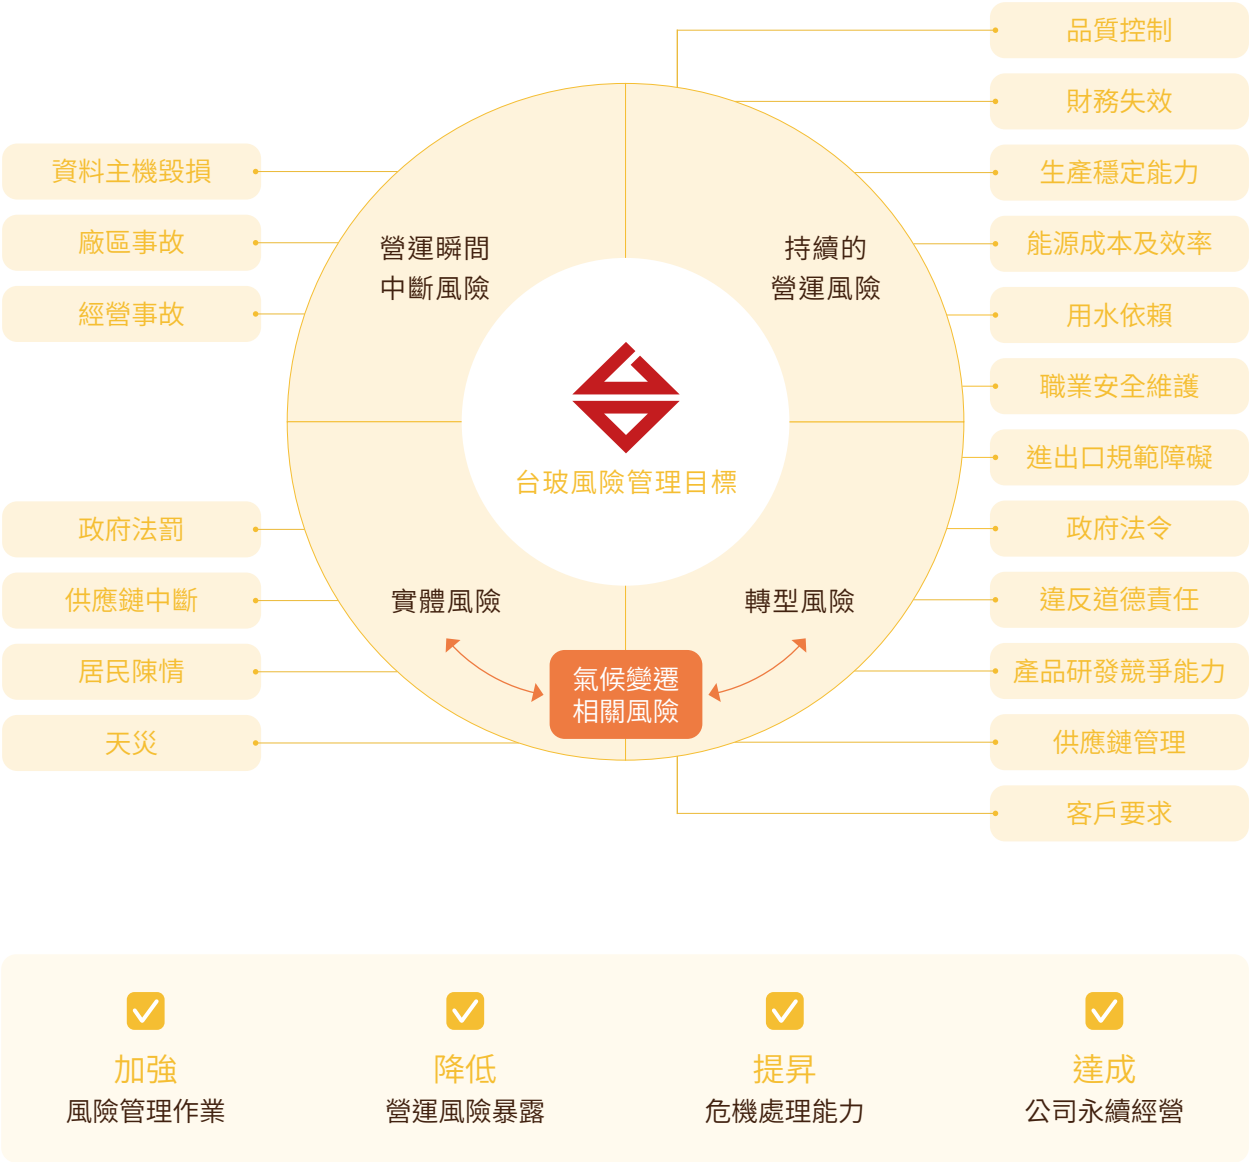 資料主機毀損
廠區事故
經營事故
政府法罰
供應鏈中斷
居民陳情
天災
營運瞬間
中斷風險
持續的
營運風險
台玻風險管理目標
實體風險
轉型風險
氣候變遷
相關風險
品質控制
財務失效
生產穩定能力
能源成本及效率
用水依賴
職業安全維護
進出口規範障礙
政府法令
違反道德責任
產品研發競爭能力
供應鏈管理
客戶要求
加強
風險管理作業
降低
營運風險暴露
提昇
危機處理能力
達成
公司永續經營